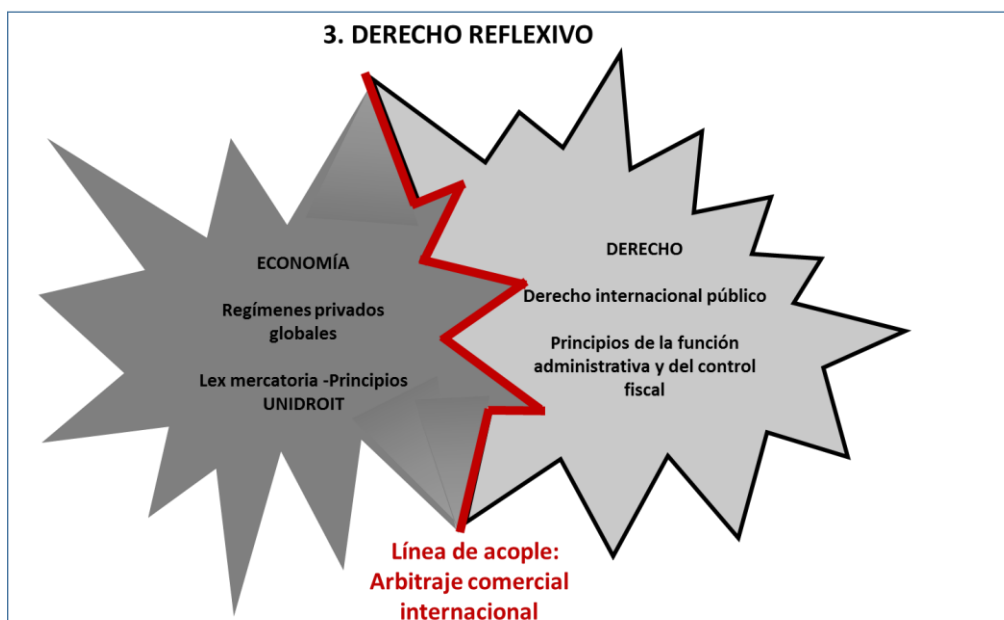 3. DERECHO REFLEXIVO
ECONOMÍA
Regímenes privados
globales
Lex mercatoria -Principios
UNIDROIT
DERECHO
Derecho internacional público
Principios de la función
administrativa y del control
fiscal
Línea de acople:
Arbitraje comercial
internacional